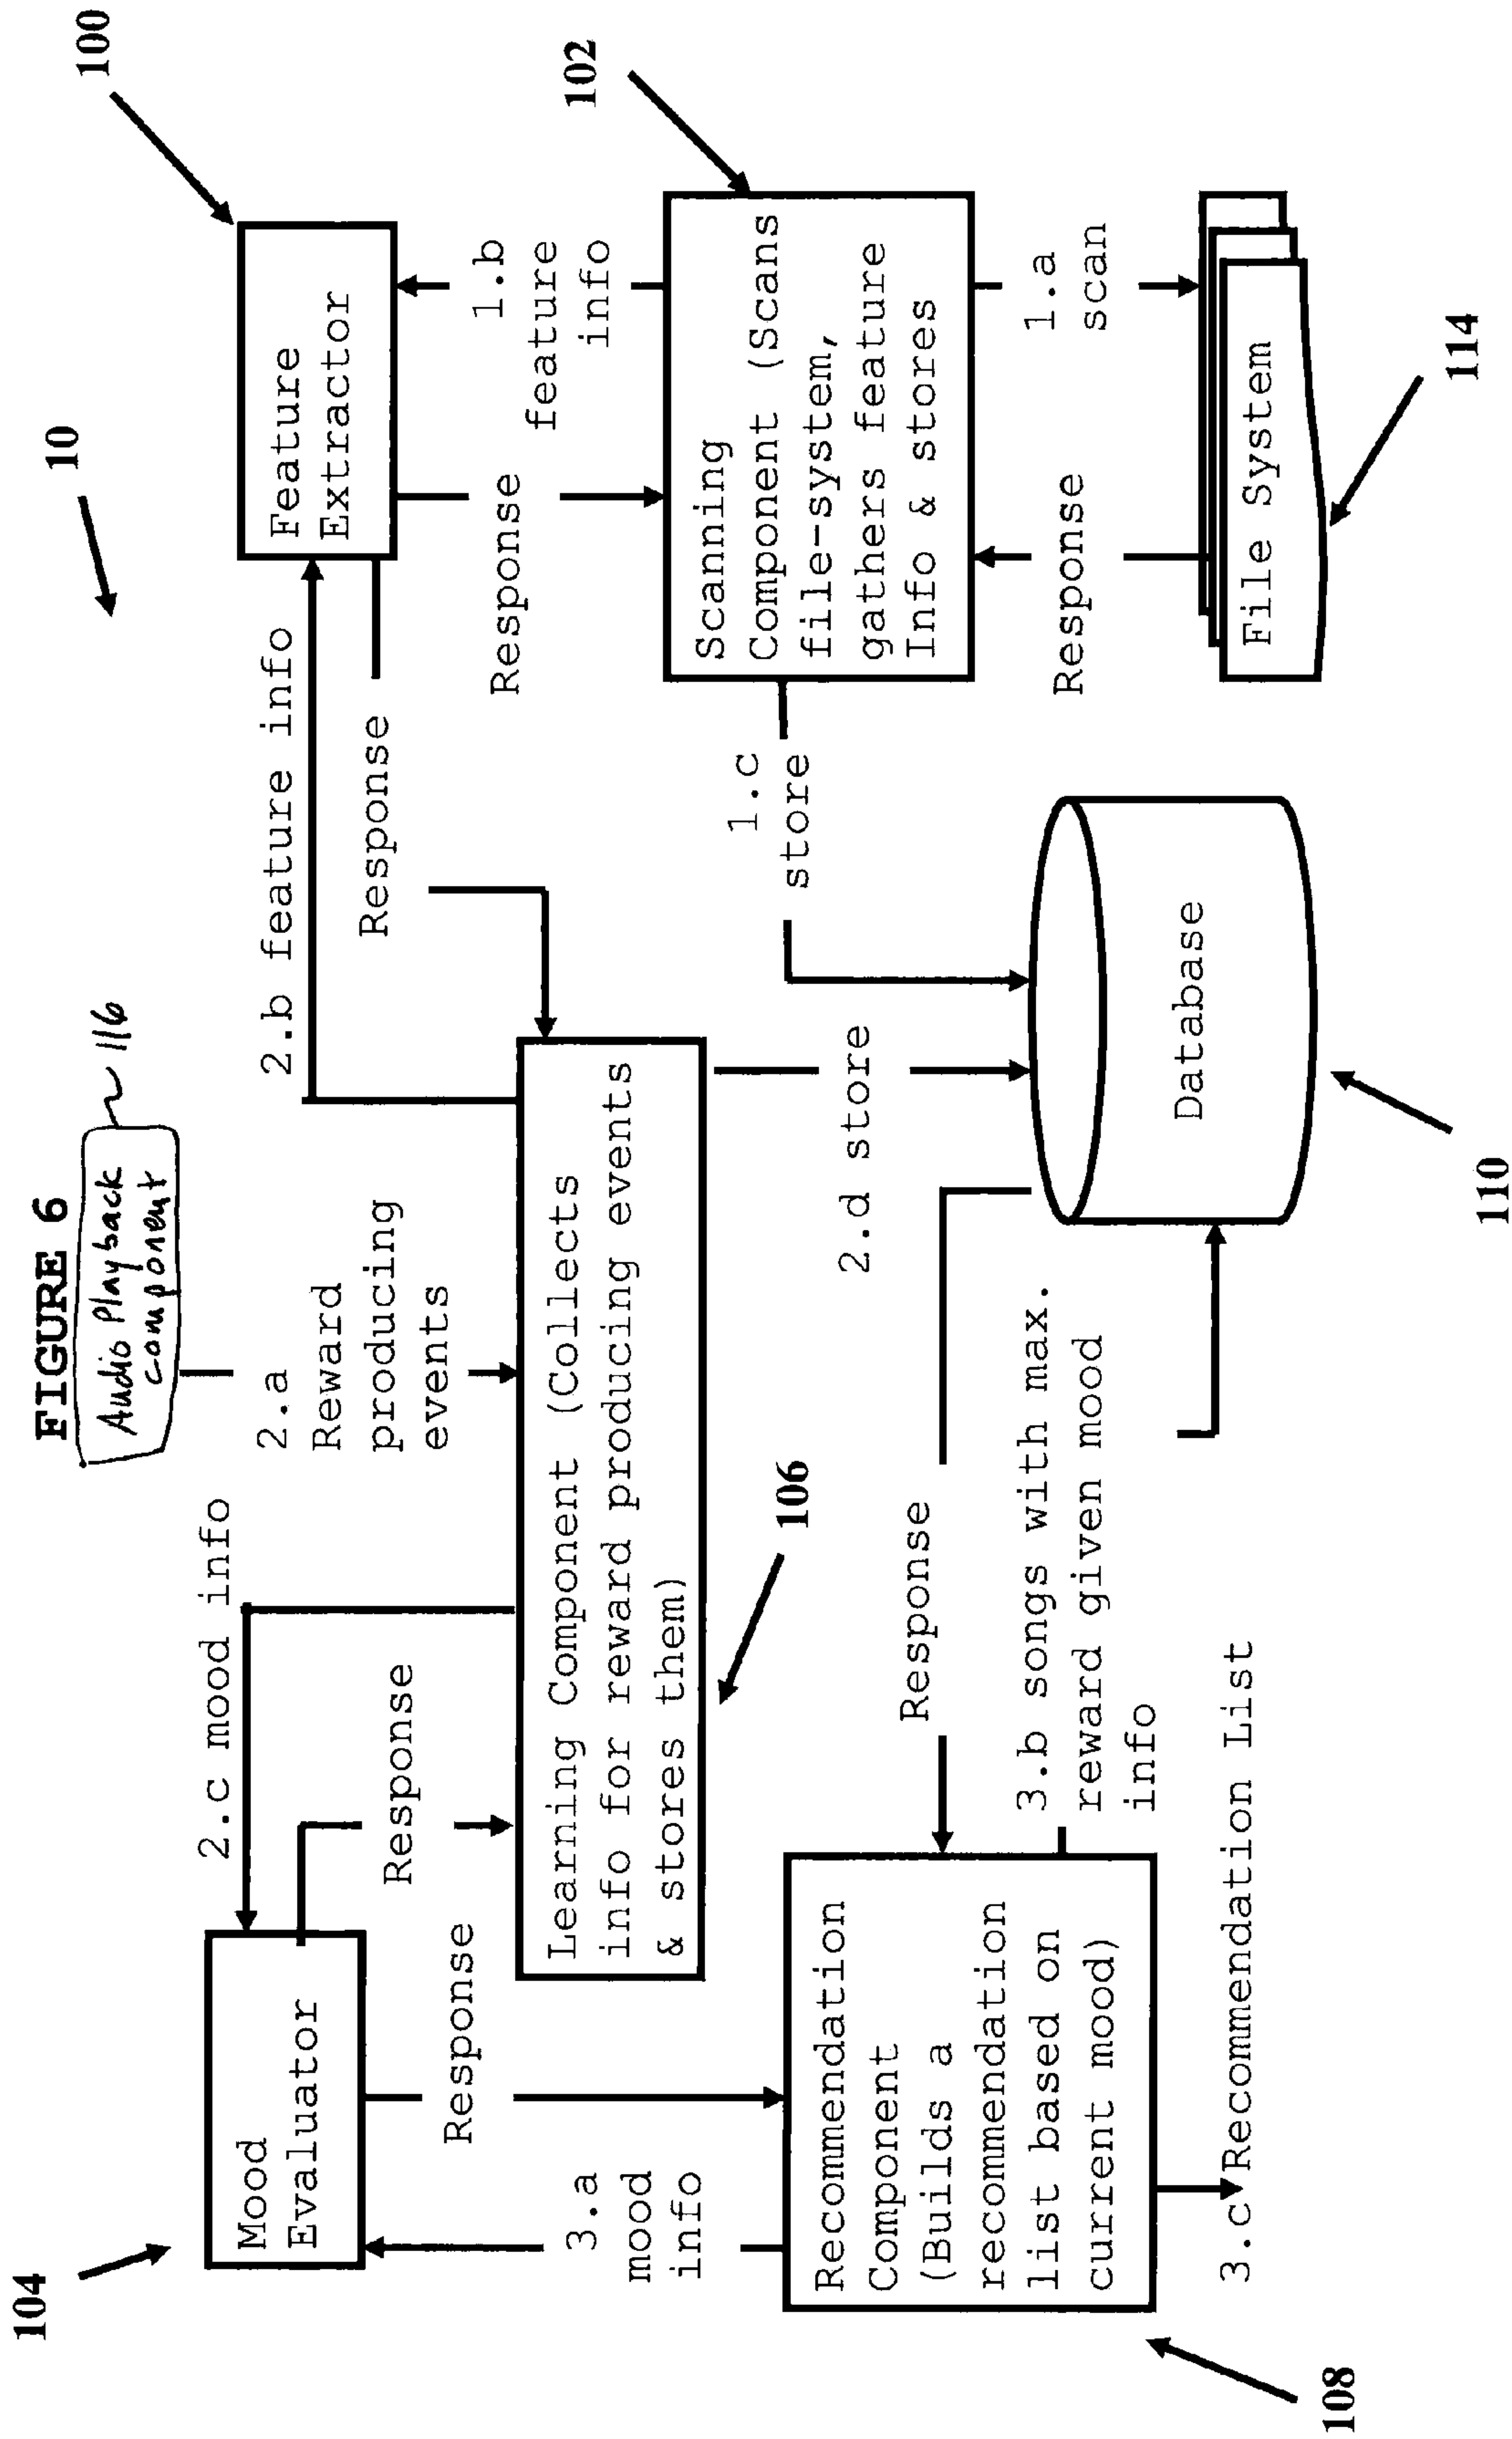 FIGURE 6
Audio Playback
component
116
10
104
100
Mood
Evaluator
2.c mood info
Response
2.a
Reward
producing
events
2.b feature info
Response
Feature
Extractor
Response
3.a
mood
info
Response
1.b
feature
info
Learning Component (Collects
info for reward producing events
& stores them)
106
102
Scanning
Component (Scans
file-system,
gathers feature
Info & stores
1.c
store
2.d store
Recommendation
Component
(Builds a
recommendation
list based on
current mood)
108
Response
3.b songs with max.
reward given mood
info
3.c Recommendation List
Database
110
Response
1.a
scan
File System
114